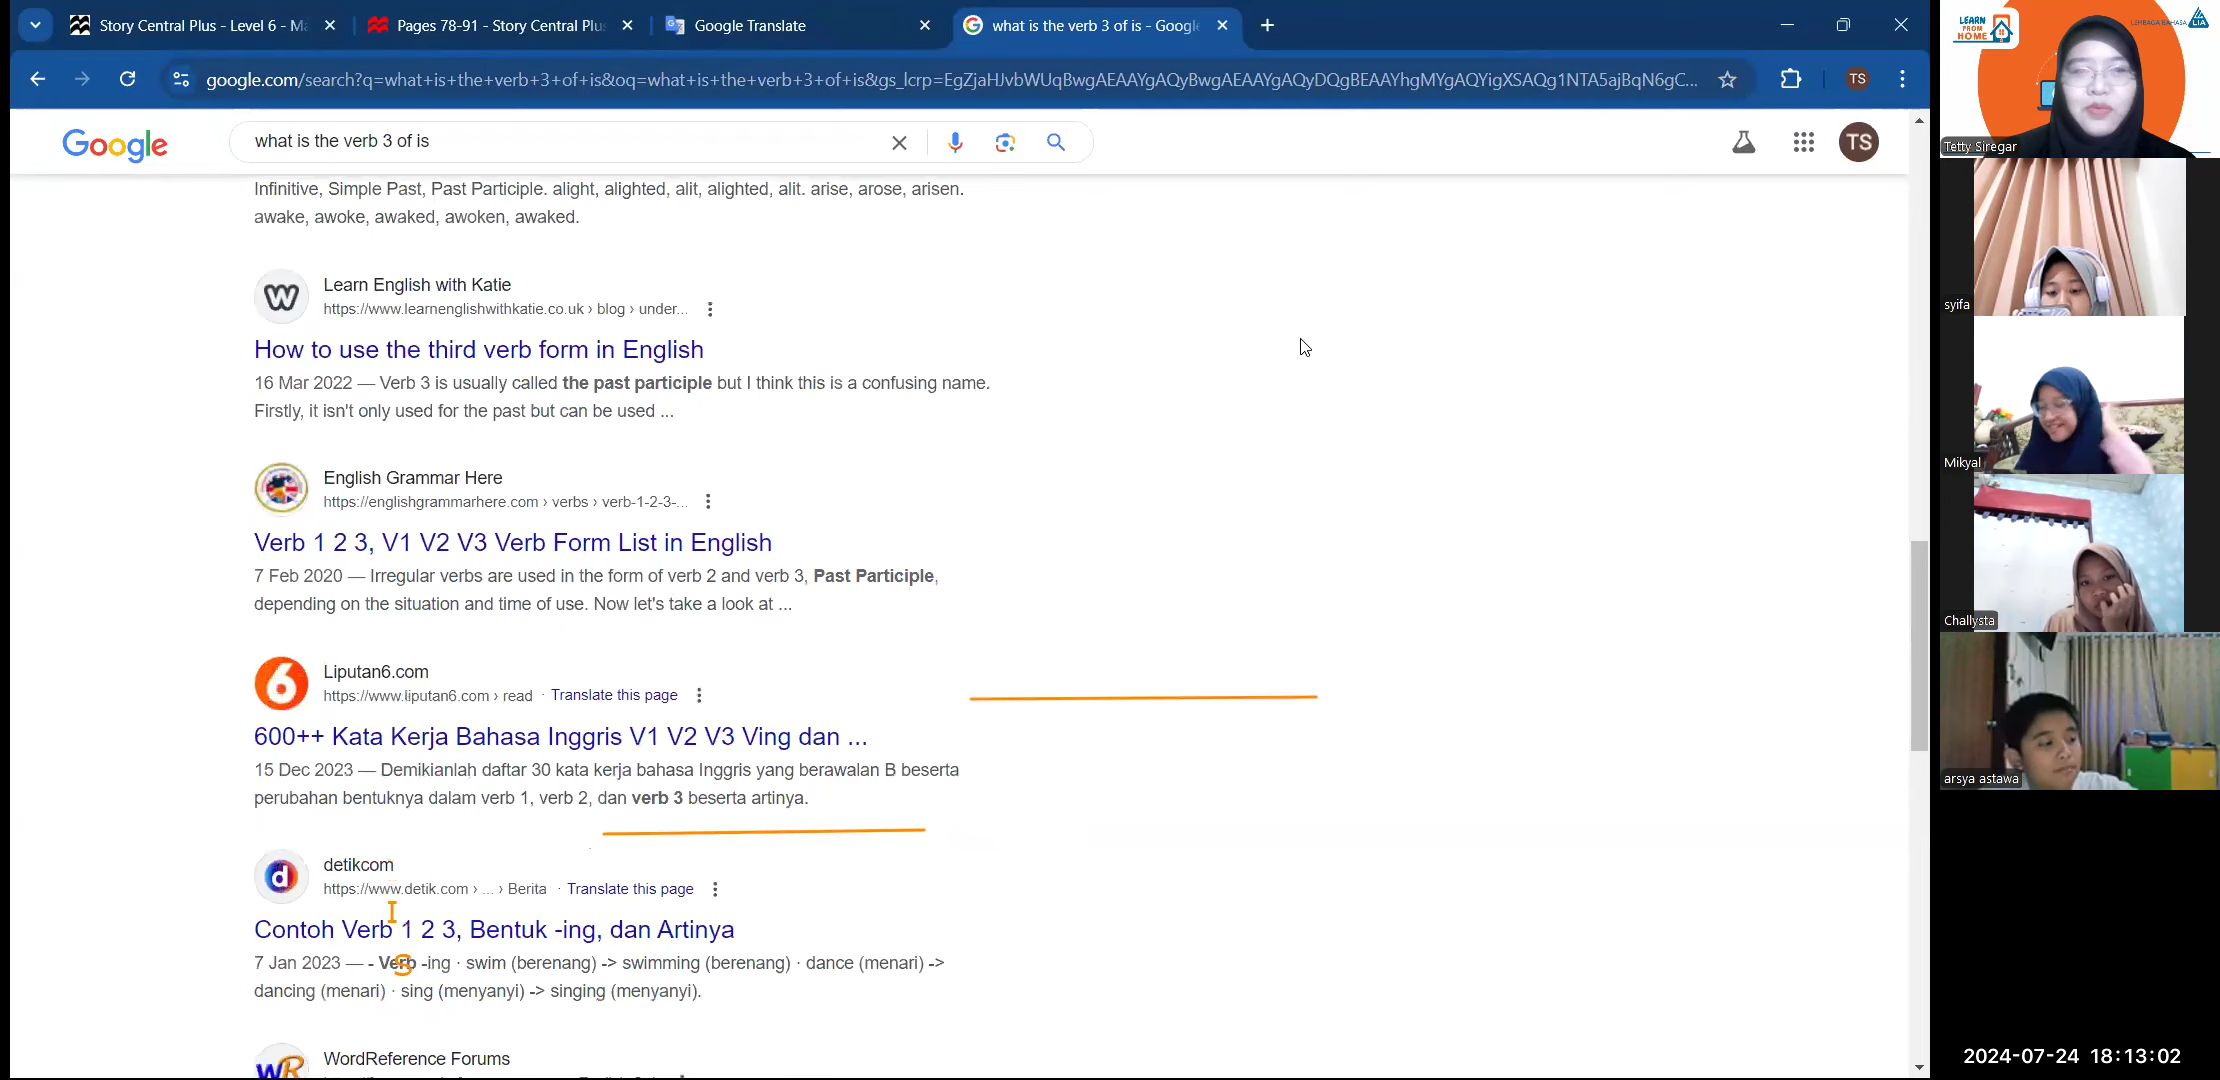 Story Central Plus - Level 6 - Ma
Pages 78-91 - Story Central Plus
Google Translate
what is the verb 3 of is - Google
google.com/search?q=what+is+the+verb+3+of+is&oq=what+is+the+verb+3+of+is&gs_lcrp=EgZjaHJvbWUqBwgAEAAYgAQyBwgAEAAYgAQyDQgBEAAYhgMYgAQYigXSAQg1NTA5ajBqN6gC...
TS
Google
what is the verb 3 of is
TS
Infinitive, Simple Past, Past Participle. alight, alighted, alit, alighted, alit. arise, arose, arisen.
awake, awoke, awaked, awoken, awaked.
Learn English with Katie
https://www.learnenglishwithkatie.co.uk › blog › under...
How to use the third verb form in English
16 Mar 2022 — Verb 3 is usually called the past participle but I think this is a confusing name.
Firstly, it isn't only used for the past but can be used ...
English Grammar Here
https://englishgrammarhere.com › verbs › verb-1-2-3-...
Verb 1 2 3, V1 V2 V3 Verb Form List in English
7 Feb 2020 — Irregular verbs are used in the form of verb 2 and verb 3, Past Participle,
depending on the situation and time of use. Now let's take a look at ...
6
Liputan6.com
https://www.liputan6.com › read · Translate this page
600++ Kata Kerja Bahasa Inggris V1 V2 V3 Ving dan ...
15 Dec 2023 — Demikianlah daftar 30 kata kerja bahasa Inggris yang berawalan B beserta
perubahan bentuknya dalam verb 1, verb 2, dan verb 3 beserta artinya.
d
detikcom
https://www.detik.com › ... › Berita · Translate this page
I
Contoh Verb 1 2 3, Bentuk -ing, dan Artinya
7 Jan 2023 — - Verb -ing · swim (berenang) -> swimming (berenang) · dance (menari) ->
s
dancing (menari) · sing (menyanyi) -> singing (menyanyi).
WR
WordReference Forums
LEARN
FROM
HOME
LEMBAGA BAHASA LIA
Tetty Siregar
syifa
Mikyal
Challysta
arsya astawa
2024-07-24 18:13:02